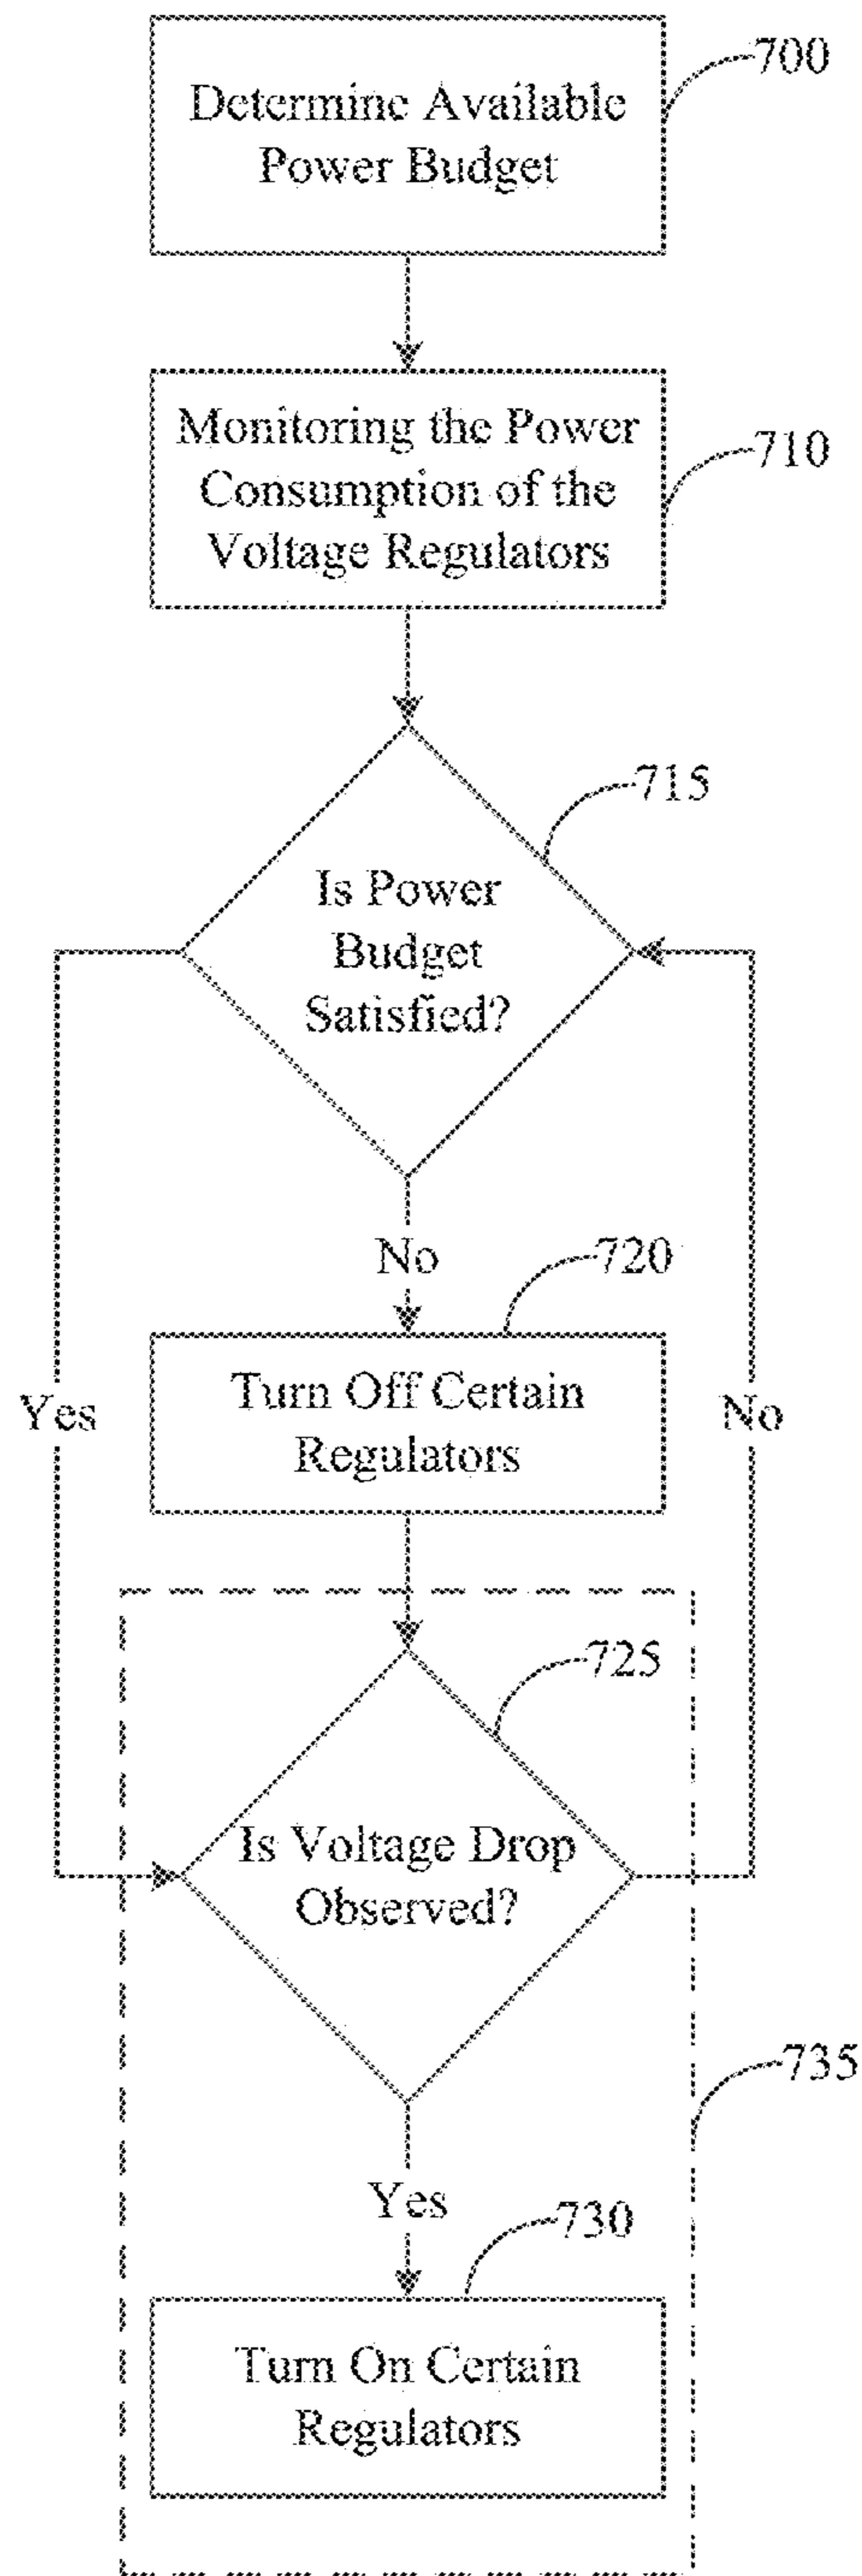 Determine Available
Power Budget
700
Monitoring the Power
Consumption of the
Voltage Regulators
710
715
Is Power
Budget
Satisfied?
No
720
Turn Off Certain
Regulators
Yes
No
725
Is Voltage Drop
Observed?
735
Yes
730
Turn On Certain
Regulators